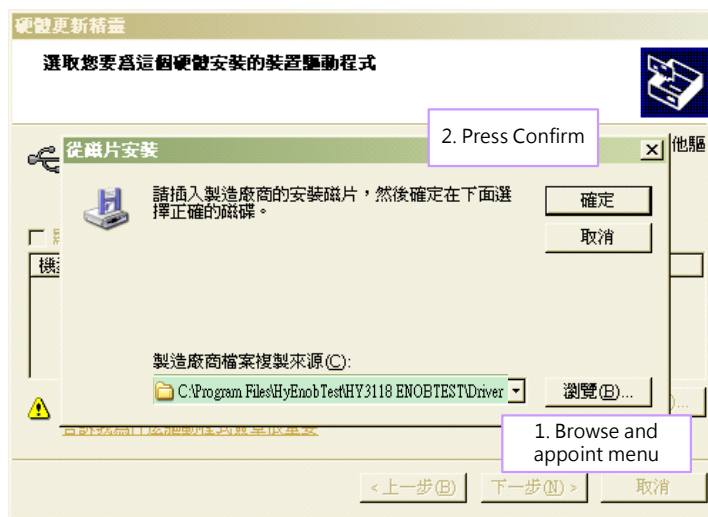 硬體更新精靈
選取您要為這個硬體安裝的裝置驅動程式
2. Press Confirm
他驅
從磁片安裝
請插入製造廠商的安裝磁片，然後確定在下面選
擇正確的磁碟。
確定
取消
機
製造廠商檔案複製來源(C):
C:\Program Files\HyEnobTest\HY3118 ENOBTEST\Driver
瀏覽(B)...
)...
1. Browse and
appoint menu
< 上一步(B)
下一步(N) >
取消